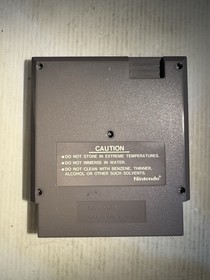 CAUTION
● DO NOT STORE IN EXTREME TEMPERATURES.
● DO NOT IMMERSE IN WATER.
● DO NOT CLEAN WITH BENZENE, THINNER,
ALCOHOL OR OTHER SUCH SOLVENTS.
Nintendo